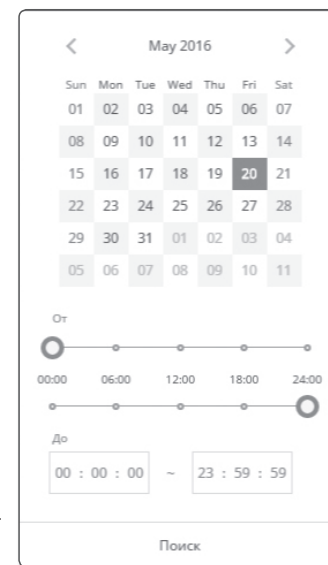 May 2016
Sun Mon Tue Wed Thu Fri Sat
01 02 03 04 05 06 07
08 09 10 11 12 13 14
15 16 17 18 19 20 21
22 23 24 25 26 27 28
29 30 31 01 02 03 04
05 06 07 08 09 10 11
От
00:00 06:00 12:00 18:00 24:00
До
00 : 00 : 00 ~ 23 : 59 : 59
Поиск